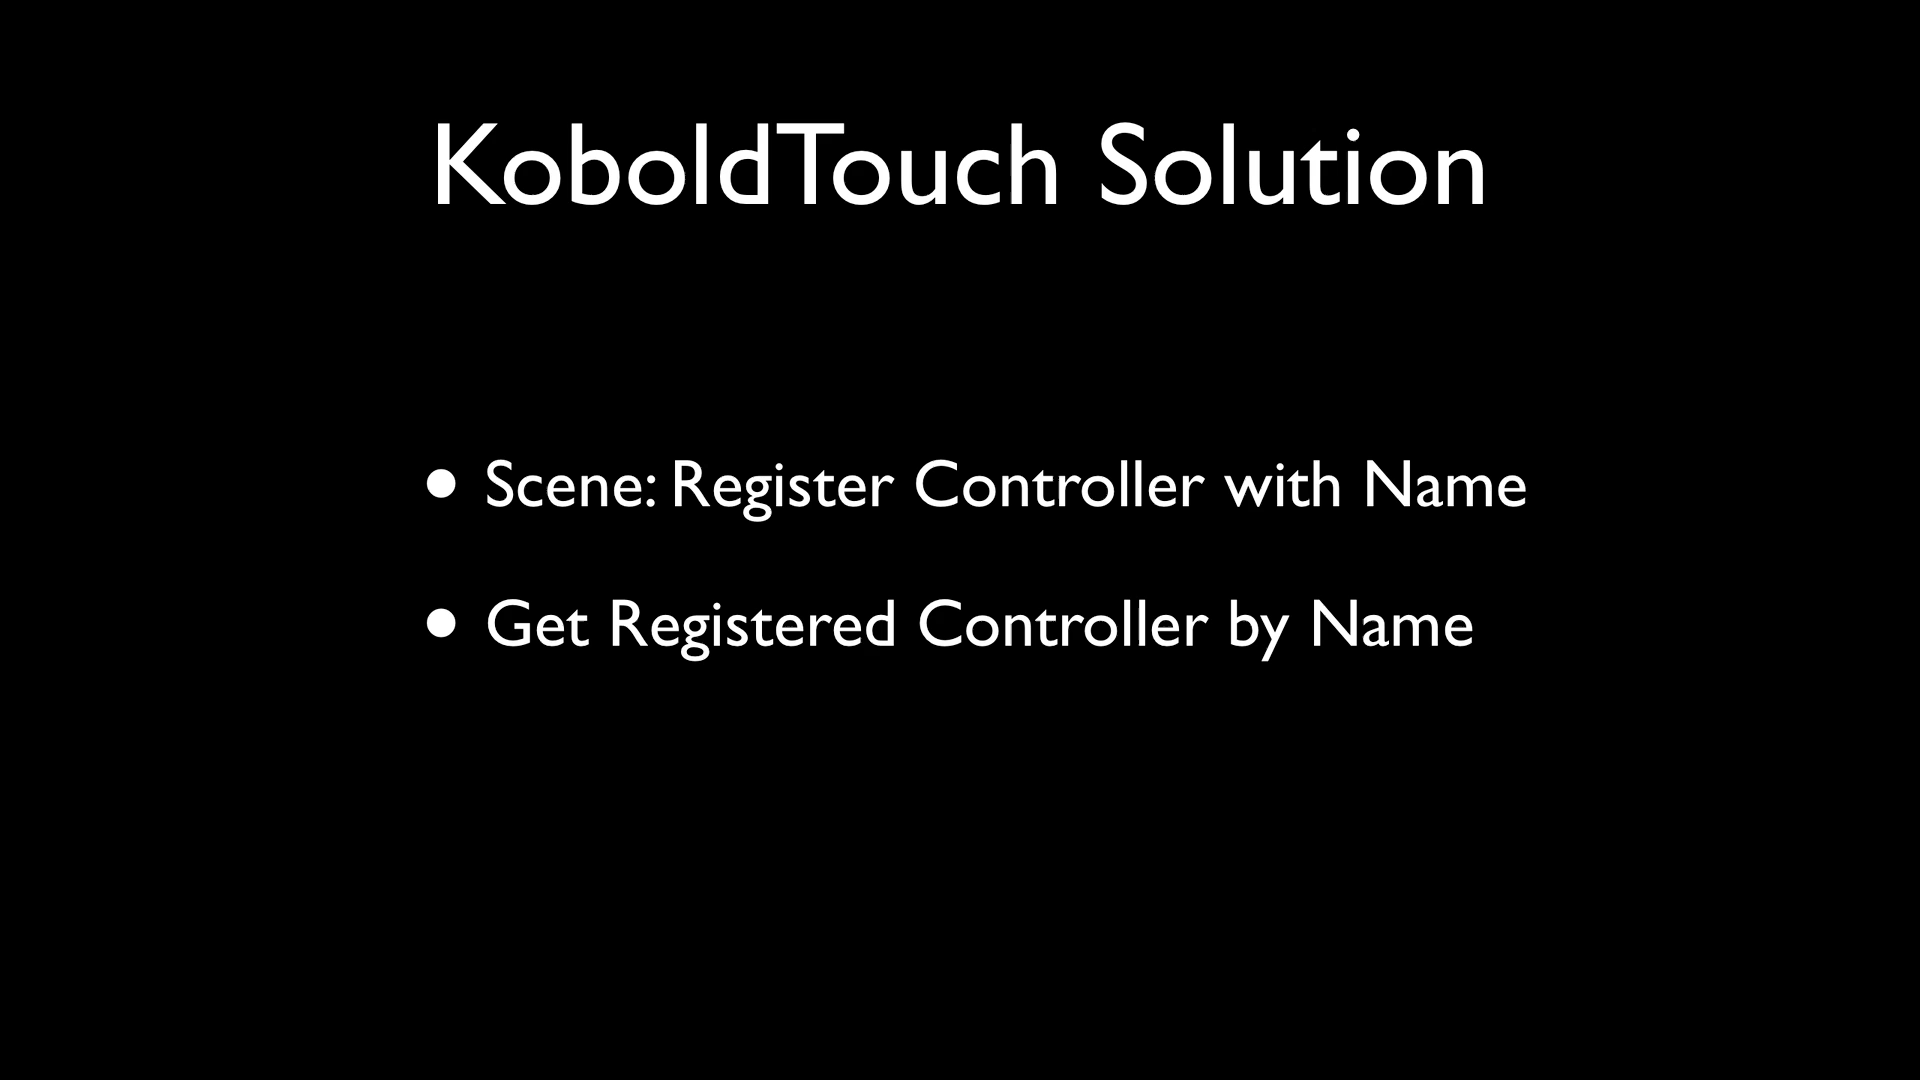 KoboldTouch Solution
• Scene: Register Controller with Name
• Get Registered Controller by Name